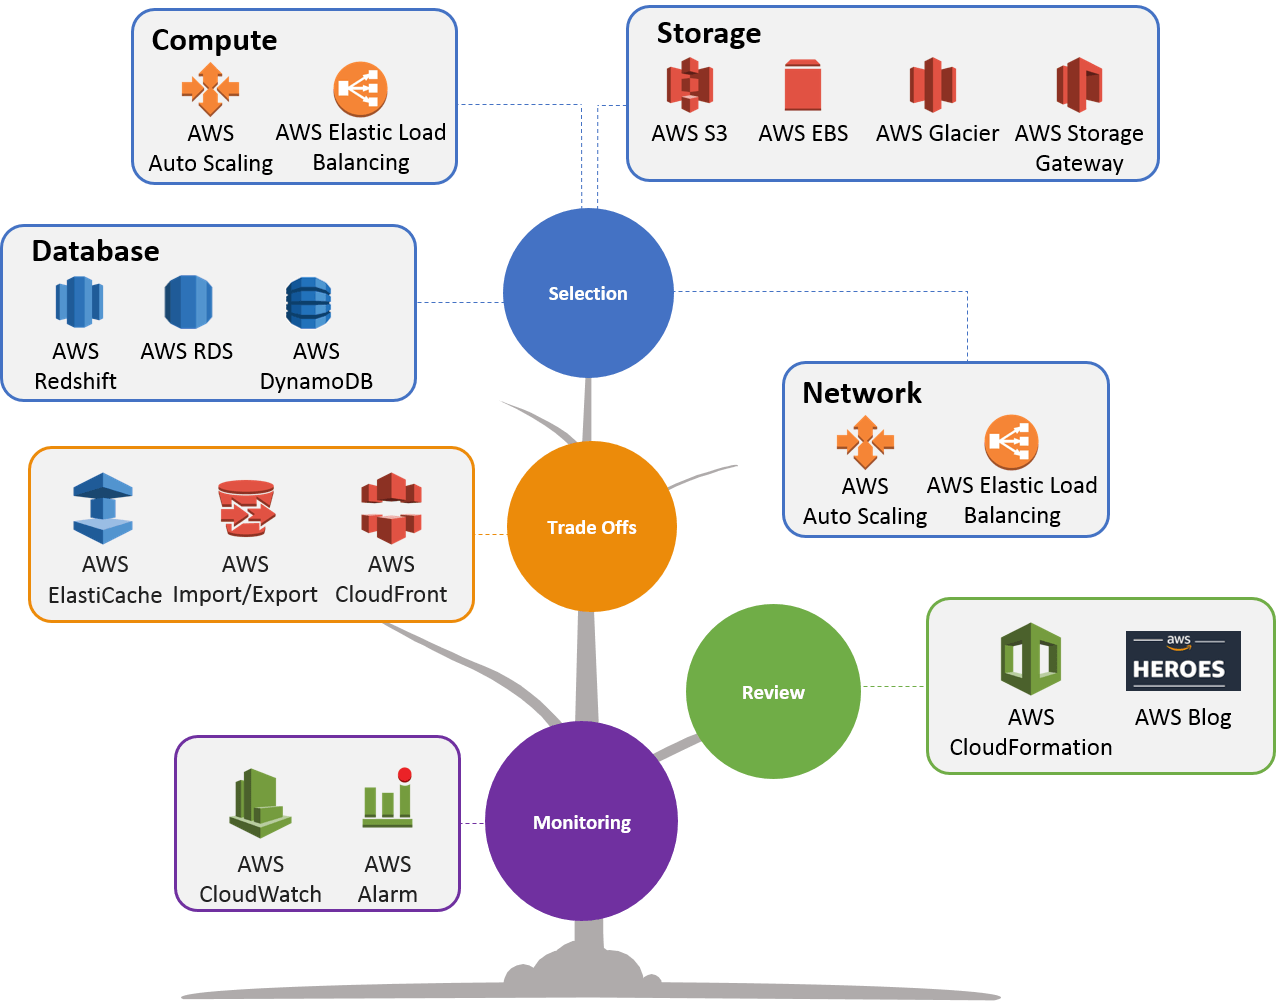 Compute
AWS
Auto Scaling
AWS Elastic Load
Balancing
Storage
AWS S3
AWS EBS
AWS Glacier
AWS Storage
Gateway
Database
AWS
Redshift
AWS RDS
AWS
DynamoDB
Selection
Network
AWS
Auto Scaling
AWS Elastic Load
Balancing
AWS
ElastiCache
AWS
Import/Export
AWS
CloudFront
Trade Offs
Review
AWS
CloudFormation
aws
HEROES
AWS Blog
AWS
CloudWatch
AWS
Alarm
Monitoring